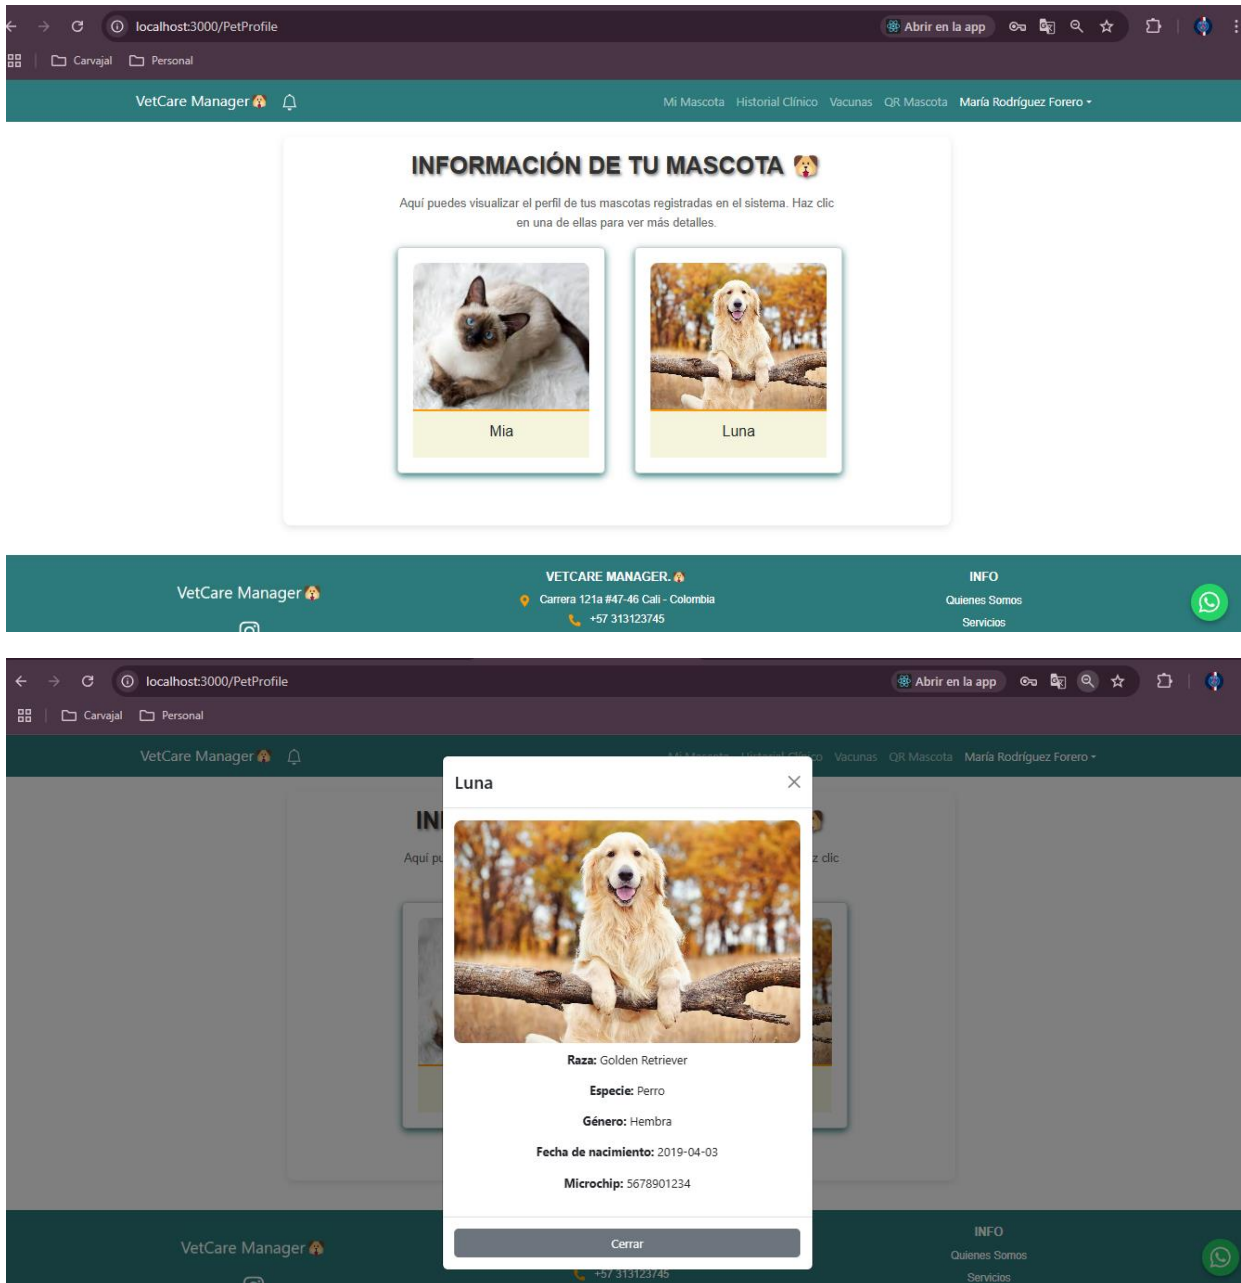 localhost:3000/PetProfile
Abrir en la app
Carvajal
Personal
VetCare Manager
Mi Mascota
Historial Clínico
Vacunas
QR Mascota
María Rodríguez Forero
INFORMACIÓN DE TU MASCOTA
Aquí puedes visualizar el perfil de tus mascotas registradas en el sistema. Haz clic
en una de ellas para ver más detalles.
Mia
Luna
VetCare Manager
VETCARE MANAGER.
Carrera 121a #47-46 Cali - Colombia
+57 313123745
INFO
Quienes Somos
Servicios
localhost:3000/PetProfile
Abrir en la app
Carvajal
Personal
VetCare Manager
Vacunas
QR Mascota
María Rodríguez Forero
Luna
IN
Aquí pu
z clic
Raza: Golden Retriever
Especie: Perro
Género: Hembra
Fecha de nacimiento: 2019-04-03
Microchip: 5678901234
Cerrar
VetCare Manager
+57 313123745
INFO
Quienes Somos
Servicios